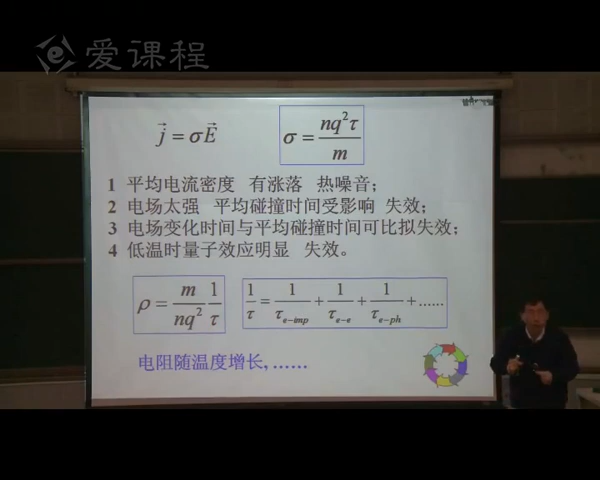 爱课程
j⃗ = σE⃗  σ = nq²τ / m
1 平均电流密度 有涨落 热噪音；
2 电场太强 平均碰撞时间受影响 失效；
3 电场变化时间与平均碰撞时间可比拟失效；
4 低温时量子效应明显 失效。
ρ = m/nq² 1/τ  1/τ = 1/τe-imp + 1/τe-e + 1/τe-ph + ......
电阻随温度增长, ……